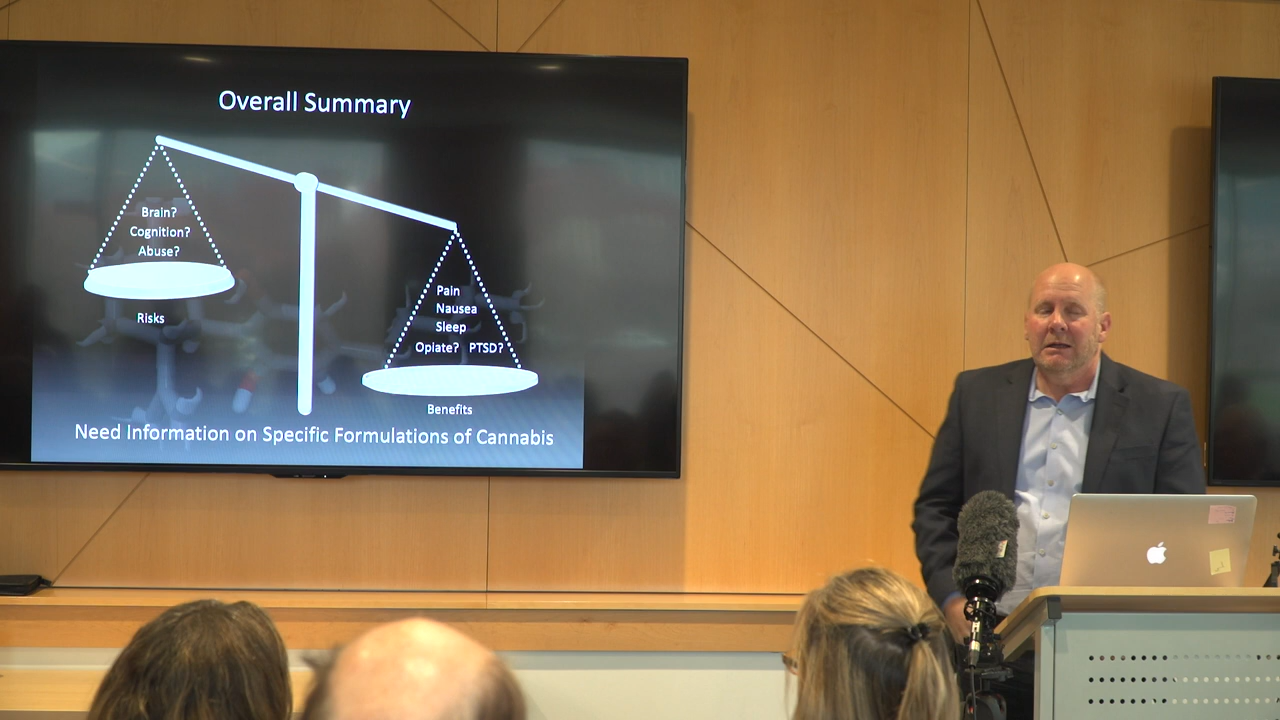 Overall Summary
Brain?
Cognition?
Abuse?
Risks
Pain
Nausea
Sleep
Opiate? PTSD?
Benefits
Need Information on Specific Formulations of Cannabis